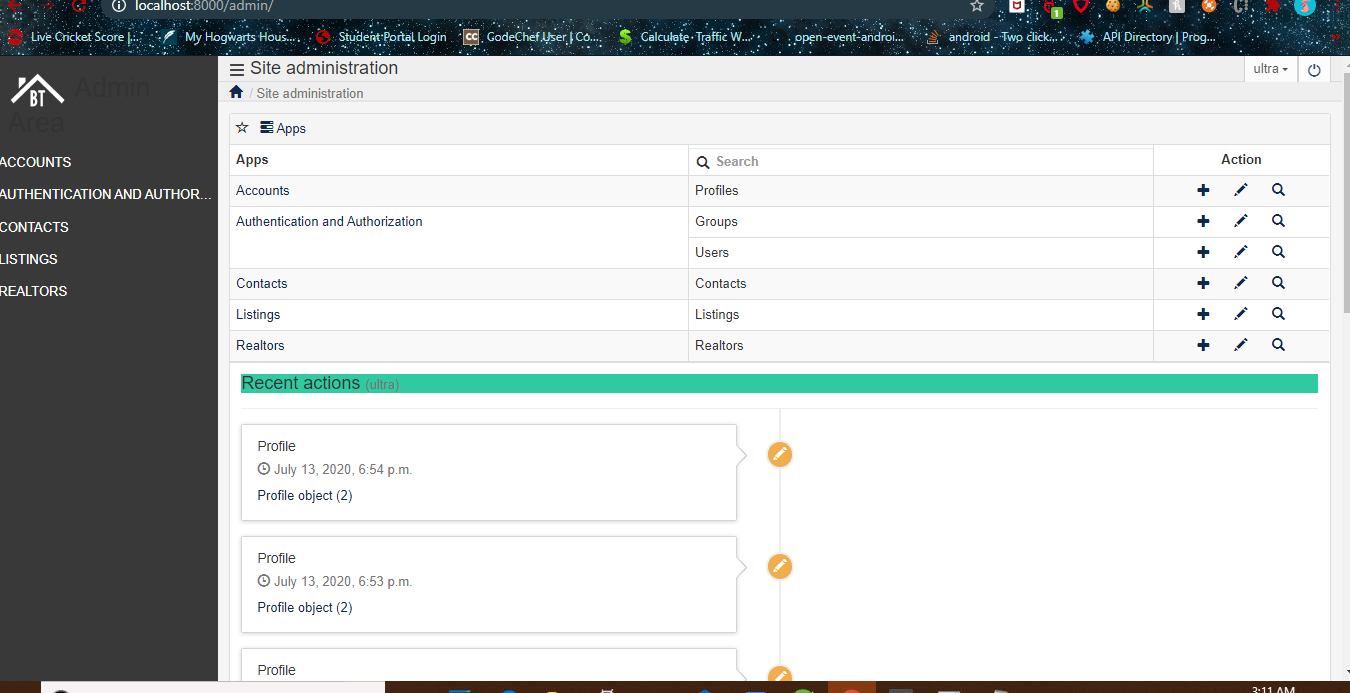 localhost:8000/admin/
1
Live Cricket Score |...
My Hogwarts Hous...
Student Portal Login
CC
CodeChef User | Co...
Calculate Traffic W...
open-event-androi...
android - Two click...
API Directory | Prog...
BT Admin
Area
Site administration
ultra
/ Site administration
Apps
Apps
Search
Action
ACCOUNTS
Accounts
Profiles
AUTHENTICATION AND AUTHOR...
Authentication and Authorization
Groups
Users
CONTACTS
Contacts
Contacts
LISTINGS
Listings
Listings
REALTORS
Realtors
Realtors
Recent actions (ultra)
Profile
July 13, 2020, 6:54 p.m.
Profile object (2)
Profile
July 13, 2020, 6:53 p.m.
Profile object (2)
Profile
3:11 AM